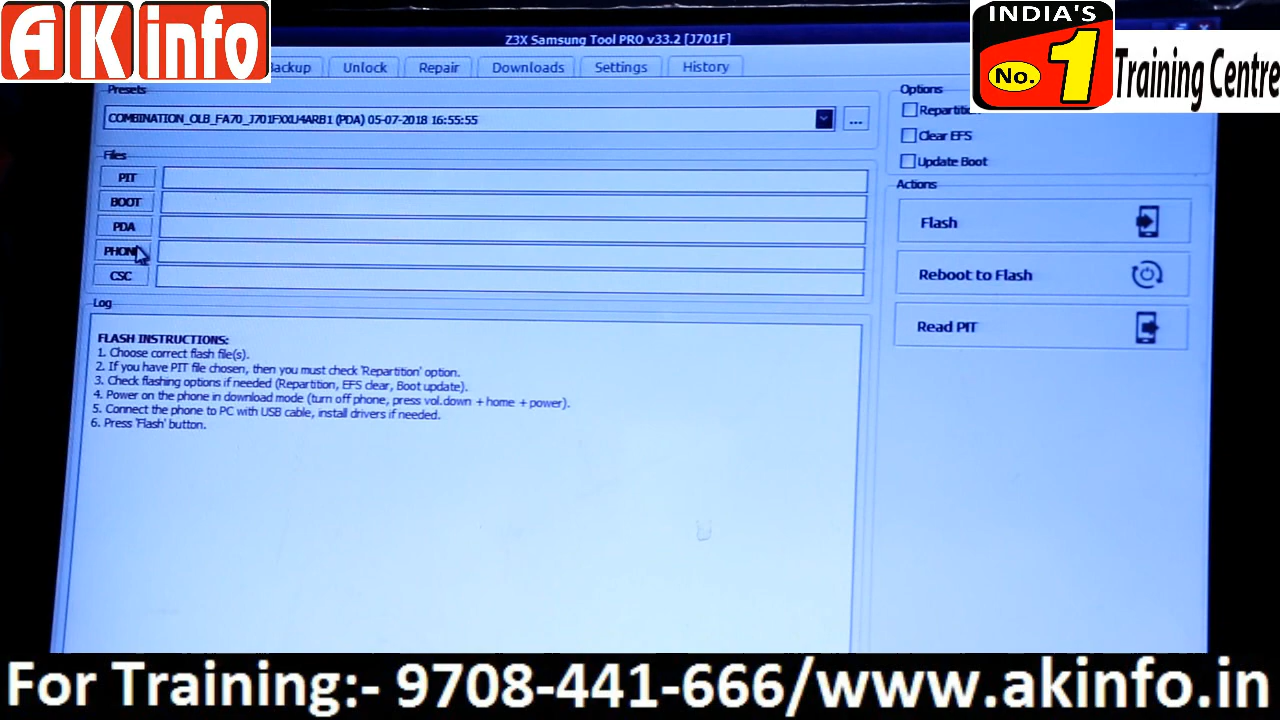 AK info
INDIA'S
No. 1
Training Centre
Z3X Samsung Tool PRO v33.2 [J701F]
Backup Unlock Repair Downloads Settings History
Presets
COMBINATION_OLB_FA70_J701FXXU4ARB1 (PDA) 05-07-2018 16:55:55
...
Files
PIT
BOOT
PDA
PHONE
CSC
Options
Repartition
Clear EFS
Update Boot
Actions
Flash
Reboot to Flash
Read PIT
Log
FLASH INSTRUCTIONS:
1. Choose correct flash file(s).
2. If you have PIT file chosen, then you must check 'Repartition' option.
3. Check flashing options if needed (Repartition, EFS clear, Boot update).
4. Power on the phone in download mode (turn off phone, press vol.down + home + power).
5. Connect the phone to PC with USB cable, install drivers if needed.
6. Press 'Flash' button.
For Training:- 9708-441-666/www.akinfo.in